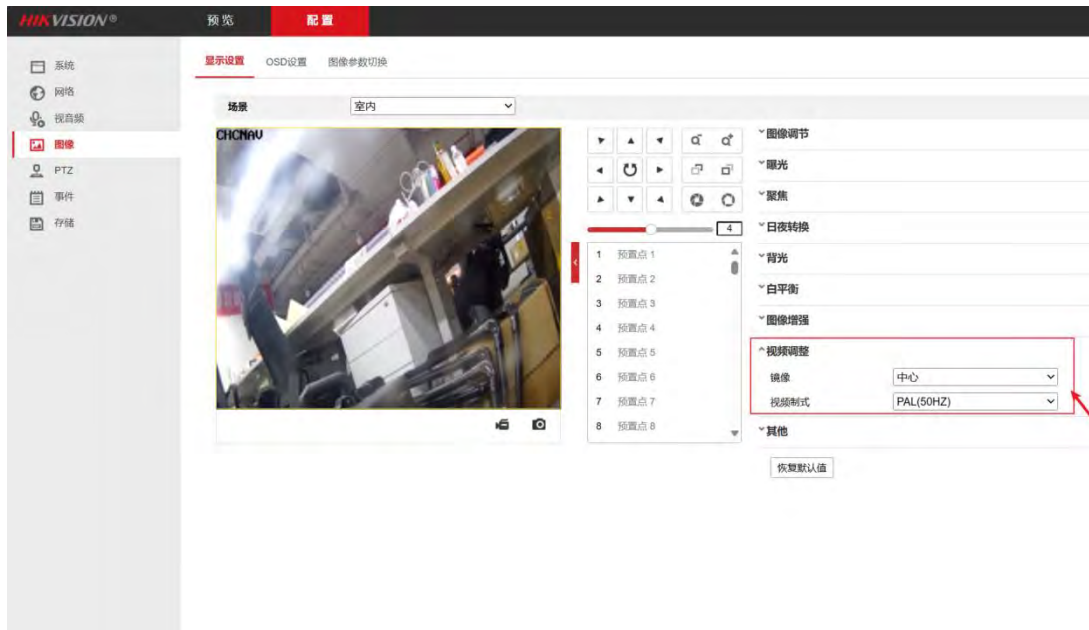 HIKVISION® 预览 配置
系统
网络
视音频
图像
PTZ
事件
存储
显示设置 OSD设置 图像参数切换
场景 室内
CHCNAV
4
1 预置点 1
2 预置点 2
3 预置点 3
4 预置点 4
5 预置点 5
6 预置点 6
7 预置点 7
8 预置点 8
图像调节
曝光
聚焦
日夜转换
背光
白平衡
图像增强
视频调整
镜像 中心
视频制式 PAL(50HZ)
其他
恢复默认值